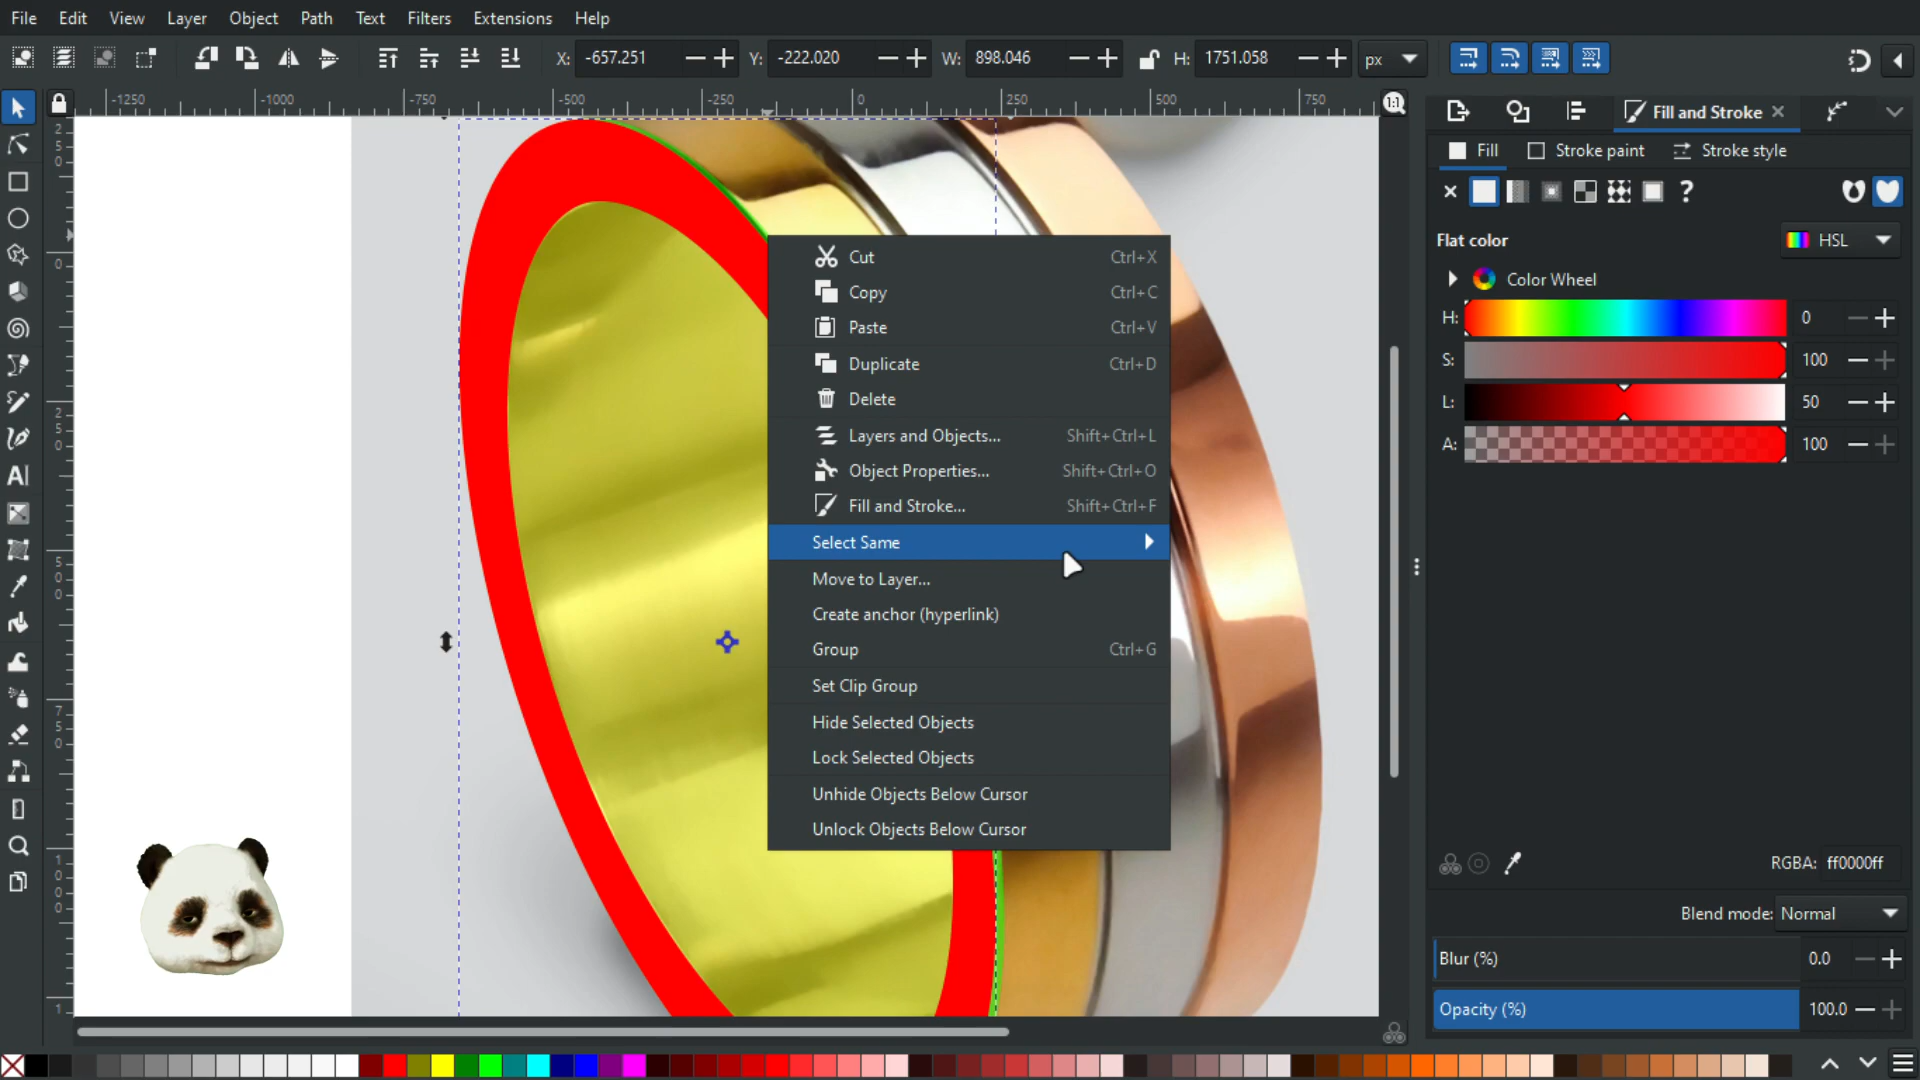 File Edit View Layer Object Path Text Filters Extensions Help
X: -657.251 Y: -222.020 W: 898.046 H: 1751.058 px
-1250 -1000 -750 -500 -250 0 250 500 750 1:1
Fill and Stroke
Fill Stroke paint Stroke style
?
Flat color HSL
Color Wheel
H: 0
S: 100
L: 50
A: 100
Cut Ctrl+X
Copy Ctrl+C
Paste Ctrl+V
Duplicate Ctrl+D
Delete
Layers and Objects... Shift+Ctrl+L
Object Properties... Shift+Ctrl+O
Fill and Stroke... Shift+Ctrl+F
Select Same
Move to Layer...
Create anchor (hyperlink)
Group Ctrl+G
Set Clip Group
Hide Selected Objects
Lock Selected Objects
Unhide Objects Below Cursor
Unlock Objects Below Cursor
RGBA: ff0000ff
Blend mode: Normal
Blur (%) 0.0
Opacity (%) 100.0